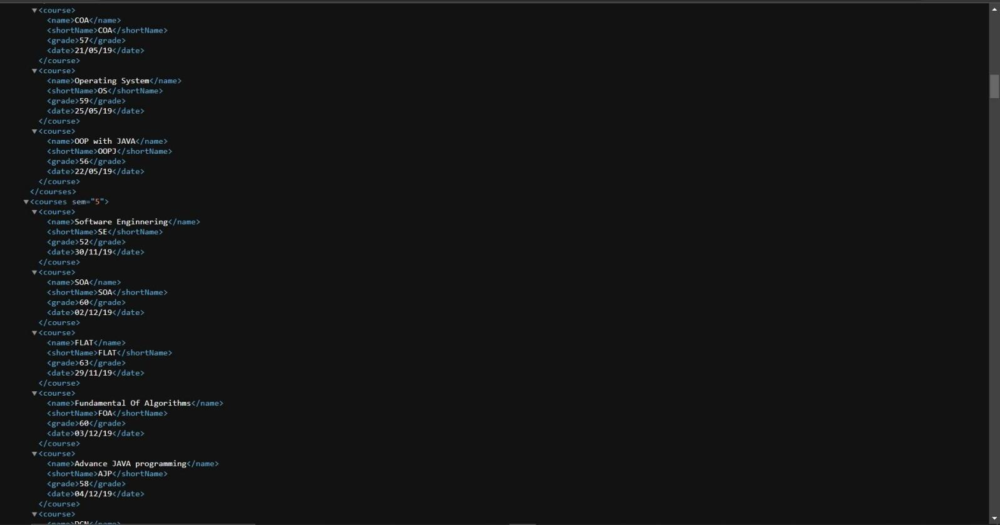 ▼<course>
<name>COA</name>
<shortName>COA</shortName>
<grade>57</grade>
<date>21/05/19</date>
</course>
▼<course>
<name>Operating System</name>
<shortName>OS</shortName>
<grade>59</grade>
<date>25/05/19</date>
</course>
▼<course>
<name>OOP with JAVA</name>
<shortName>OOPJ</shortName>
<grade>56</grade>
<date>22/05/19</date>
</course>
</courses>
▼<courses sem="5">
▼<course>
<name>Software Enginnering</name>
<shortName>SE</shortName>
<grade>52</grade>
<date>30/11/19</date>
</course>
▼<course>
<name>SOA</name>
<shortName>SOA</shortName>
<grade>60</grade>
<date>02/12/19</date>
</course>
▼<course>
<name>FLAT</name>
<shortName>FLAT</shortName>
<grade>63</grade>
<date>29/11/19</date>
</course>
▼<course>
<name>Fundamental Of Algorithms</name>
<shortName>FOA</shortName>
<grade>60</grade>
<date>03/12/19</date>
</course>
▼<course>
<name>Advance JAVA programming</name>
<shortName>AJP</shortName>
<grade>58</grade>
<date>04/12/19</date>
</course>
▼<course>
<name>DCN</name>